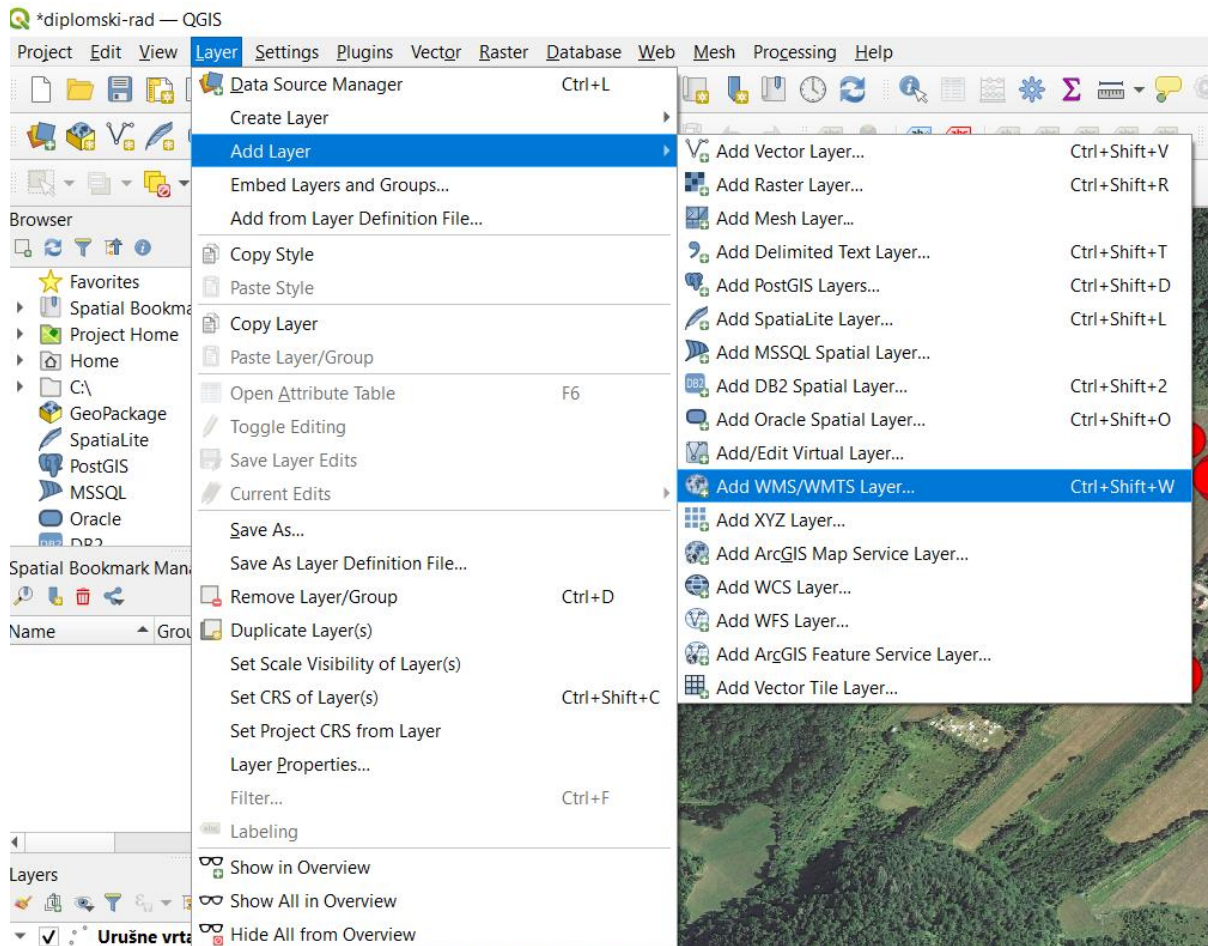 *diplomski-rad — QGIS
Project Edit View Layer Settings Plugins Vector Raster Database Web Mesh Processing Help
Data Source Manager Ctrl+L
Create Layer
Add Layer
Embed Layers and Groups...
Add from Layer Definition File...
Copy Style
Paste Style
Copy Layer
Paste Layer/Group
Open Attribute Table F6
Toggle Editing
Save Layer Edits
Current Edits
Save As...
Save As Layer Definition File...
Remove Layer/Group Ctrl+D
Duplicate Layer(s)
Set Scale Visibility of Layer(s)
Set CRS of Layer(s) Ctrl+Shift+C
Set Project CRS from Layer
Layer Properties...
Filter... Ctrl+F
Labeling
Show in Overview
Show All in Overview
Hide All from Overview
Add Vector Layer... Ctrl+Shift+V
Add Raster Layer... Ctrl+Shift+R
Add Mesh Layer...
Add Delimited Text Layer... Ctrl+Shift+T
Add PostGIS Layers... Ctrl+Shift+D
Add SpatiaLite Layer... Ctrl+Shift+L
Add MSSQL Spatial Layer...
Add DB2 Spatial Layer... Ctrl+Shift+2
Add Oracle Spatial Layer... Ctrl+Shift+O
Add/Edit Virtual Layer...
Add WMS/WMTS Layer... Ctrl+Shift+W
Add XYZ Layer...
Add ArcGIS Map Service Layer...
Add WCS Layer...
Add WFS Layer...
Add ArcGIS Feature Service Layer...
Add Vector Tile Layer...
Browser
Favorites
Spatial Bookma
Project Home
Home
C:\
GeoPackage
SpatiaLite
PostGIS
MSSQL
Oracle
DB2
Spatial Bookmark Mana
Name Grou
Layers
Urušne vrta